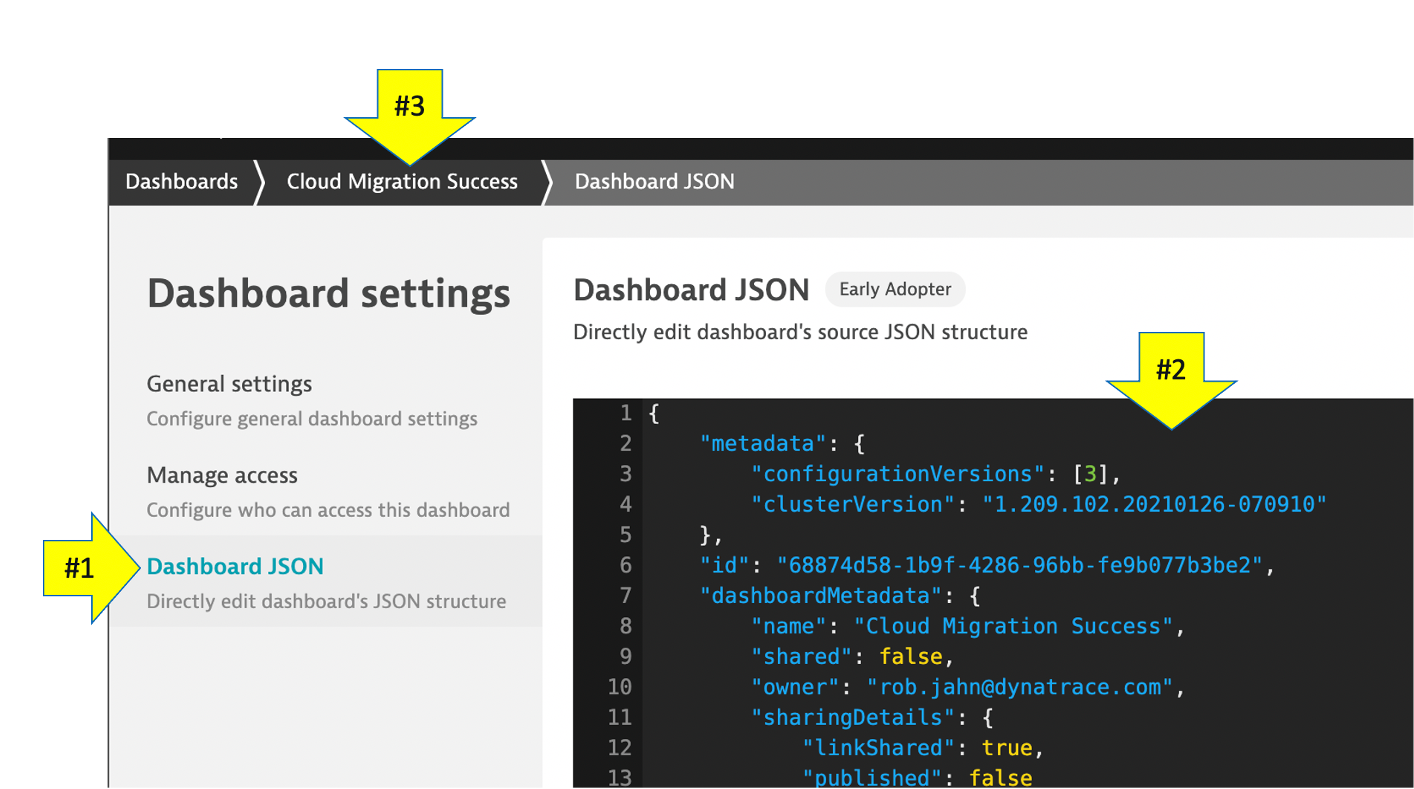 #3
Dashboards
Cloud Migration Success
Dashboard JSON
Dashboard settings
General settings
Configure general dashboard settings
Manage access
Configure who can access this dashboard
#1
Dashboard JSON
Directly edit dashboard's JSON structure
Dashboard JSON
Early Adopter
Directly edit dashboard's source JSON structure
#2
1 {
2 "metadata": {
3 "configurationVersions": [3],
4 "clusterVersion": "1.209.102.20210126-070910"
5 },
6 "id": "68874d58-1b9f-4286-96bb-fe9b077b3be2",
7 "dashboardMetadata": {
8 "name": "Cloud Migration Success",
9 "shared": false,
10 "owner": "rob.jahn@dynatrace.com",
11 "sharingDetails": {
12 "linkShared": true,
13 "published": false